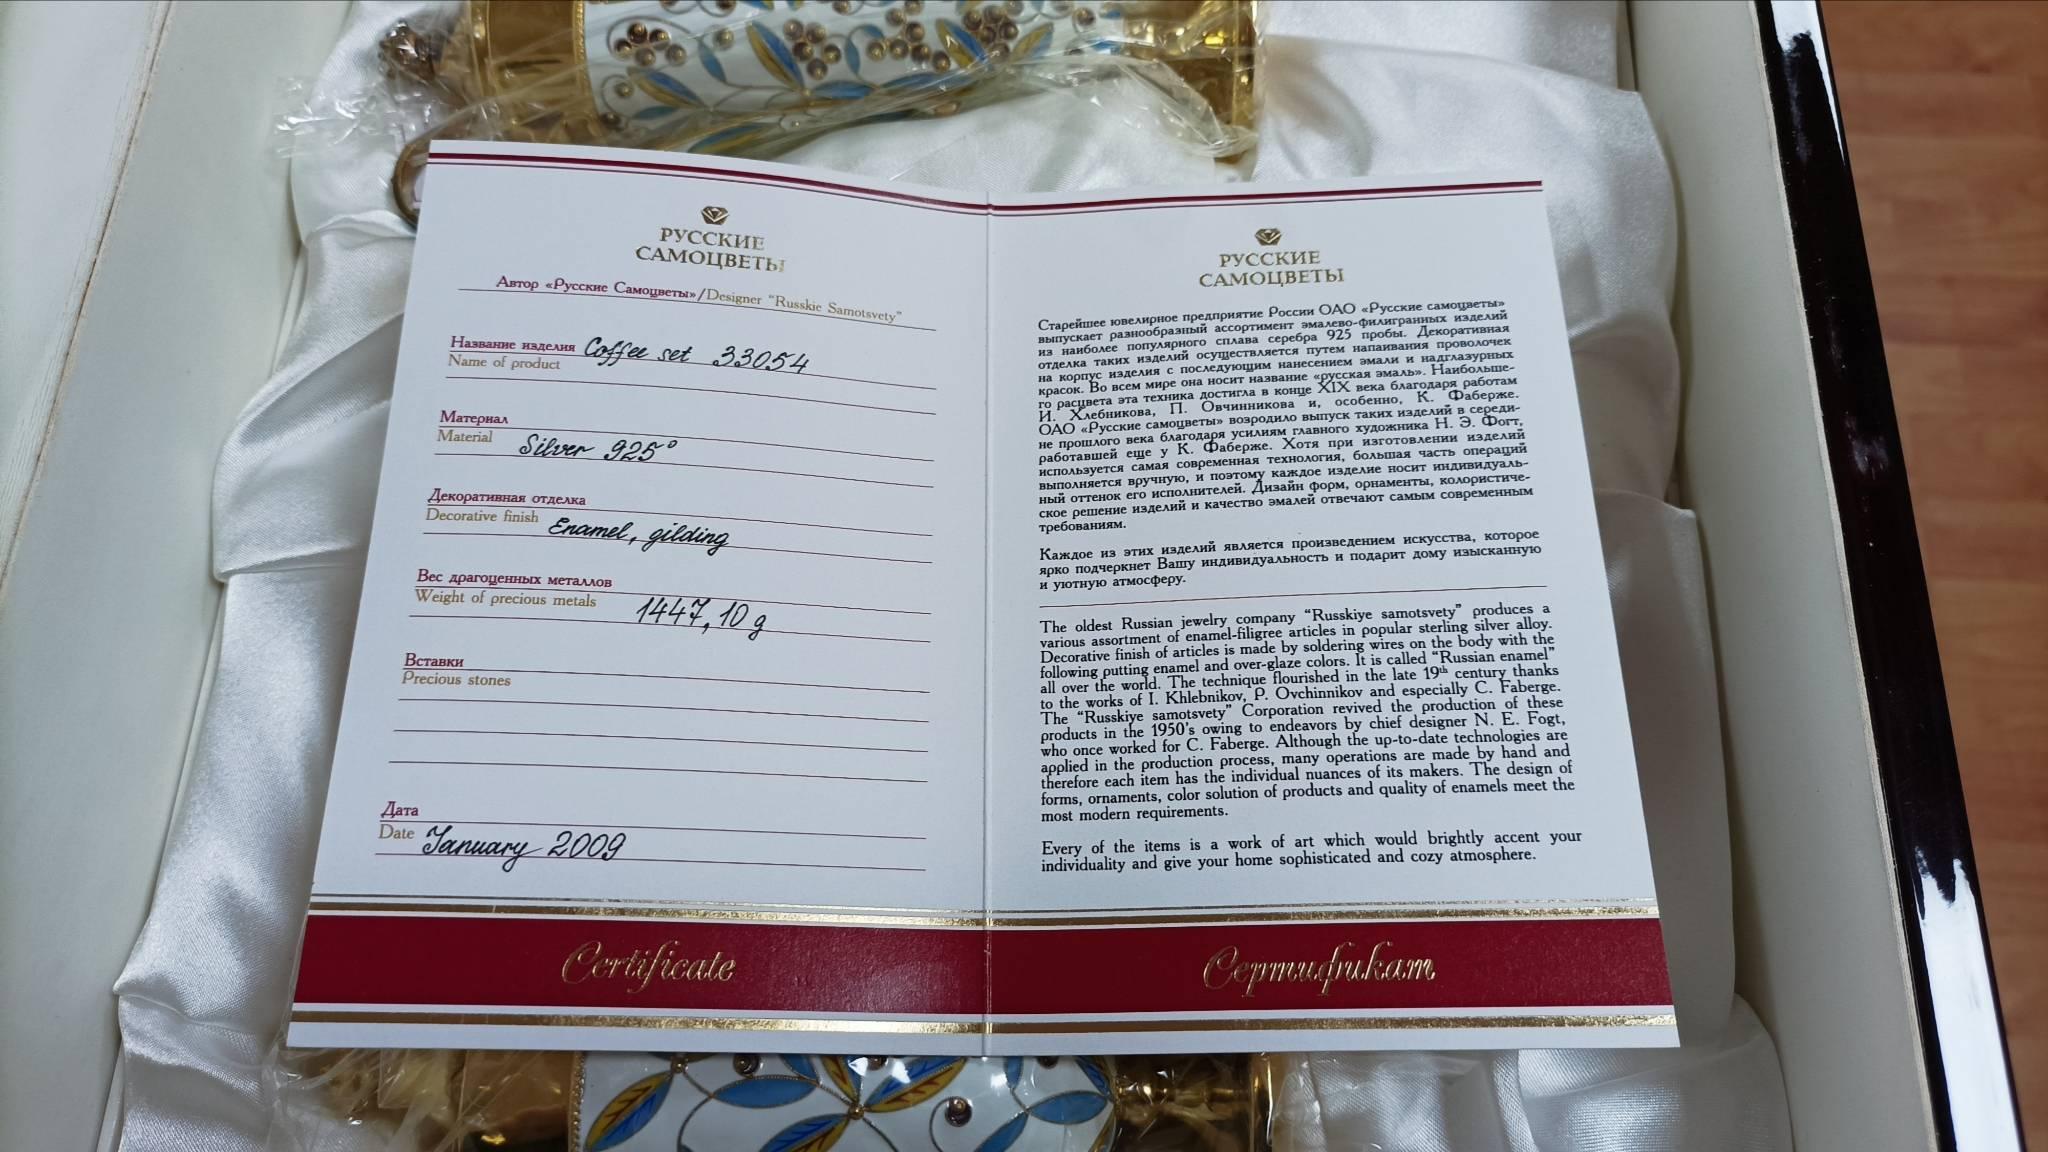 РУССКИЕ
САМОЦВЕТЫ
Автор «Русские Самоцветы»/Designer "Russkie Samotsvety"
Название изделия Coffee set 33054
Name of product
Материал
Material Silver 925°
Декоративная отделка
Decorative finish Enamel, gilding
Вес драгоценных металлов
Weight of precious metals 1447,10 g
Вставки
Precious stones
Дата
Date January 2009
Certificate
РУССКИЕ
САМОЦВЕТЫ
Старейшее ювелирное предприятие России ОАО «Русские самоцветы»
выпускает разнообразный ассортимент эмалево-филигранных изделий
из наиболее популярного сплава серебра 925 пробы. Декоративная
отделка таких изделий осуществляется путем напаивания проволочек
на корпус изделия с последующим нанесением эмали и надглазурных
красок. Во всем мире она носит название «русская эмаль». Наибольше-
го расцвета эта техника достигла в конце XIX века благодаря работам
И. Хлебникова, П. Овчинникова и, особенно, К. Фаберже.
ОАО «Русские самоцветы» возродило выпуск таких изделий в середи-
не прошлого века благодаря усилиям главного художника Н. Э. Фогт,
работавшей еще у К. Фаберже. Хотя при изготовлении изделий
используется самая современная технология, большая часть операций
выполняется вручную, и поэтому каждое изделие носит индивидуаль-
ный оттенок его исполнителей. Дизайн форм, орнаменты, колористиче-
ское решение изделий и качество эмалей отвечают самым современным
требованиям.
Каждое из этих изделий является произведением искусства, которое
ярко подчеркнет Вашу индивидуальность и подарит дому изысканную
и уютную атмосферу.
The oldest Russian jewelry company "Russkiye samotsvety" produces a
various assortment of enamel-filigree articles in popular sterling silver alloy.
Decorative finish of articles is made by soldering wires on the body with the
following putting enamel and over-glaze colors. It is called "Russian enamel"
all over the world. The technique flourished in the late 19th century thanks
to the works of I. Khlebnikov, P. Ovchinnikov and especially C. Faberge.
The "Russkiye samotsvety" Corporation revived the production of these
products in the 1950's owing to endeavors by chief designer N. E. Fogt,
who once worked for C. Faberge. Although the up-to-date technologies are
applied in the production process, many operations are made by hand and
therefore each item has the individual nuances of its makers. The design of
forms, ornaments, color solution of products and quality of enamels meet the
most modern requirements.
Every of the items is a work of art which would brightly accent your
individuality and give your home sophisticated and cozy atmosphere.
Сертификат